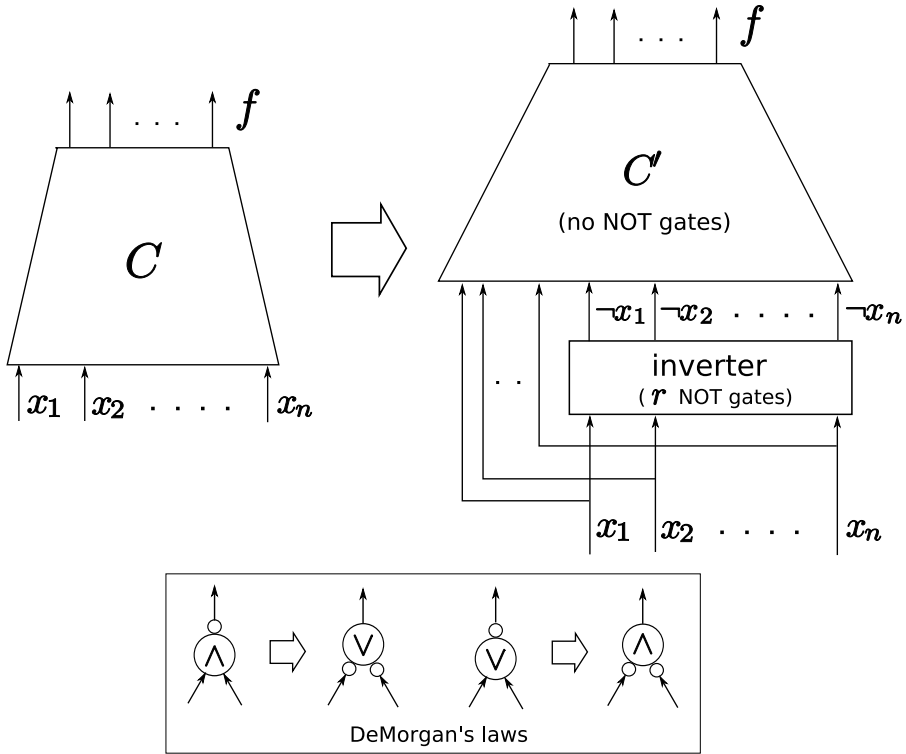 . . . f
. . . f
C
C′
(no NOT gates)
¬x₁ ¬x₂ . . . . ¬xₙ
inverter
( r NOT gates)
. .
x₁ x₂ . . . . xₙ
x₁ x₂ . . . . xₙ
∧ ∨ ∨ ∧
DeMorgan's laws